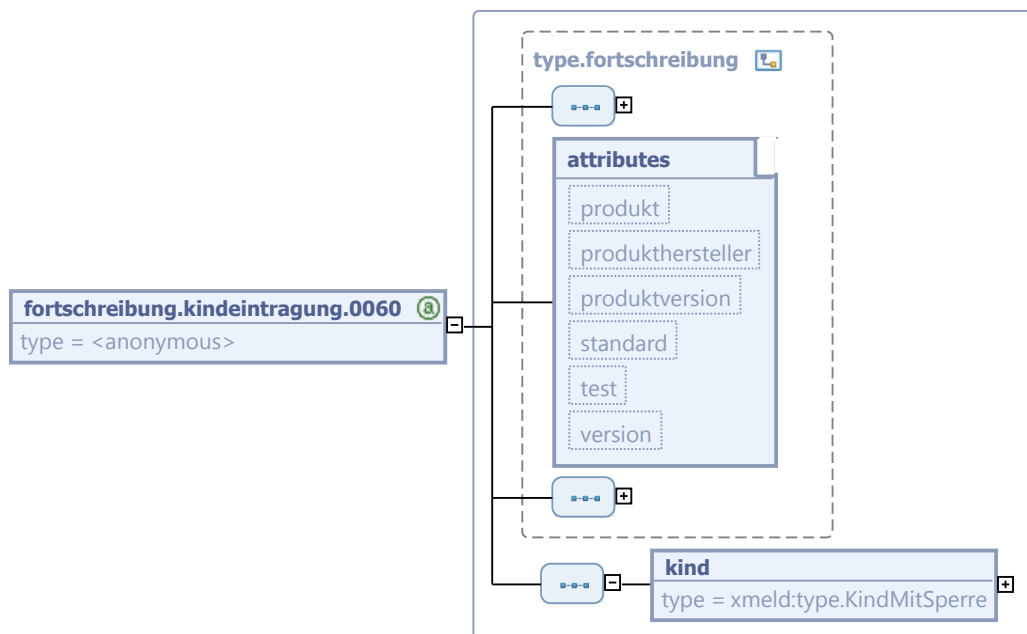 type.fortschreibung
attributes
produkt
produkthersteller
produktversion
standard
test
version
fortschreibung.kindeintragung.0060 a
type = <anonymous>
kind
type = xmeld:type.KindMitSperre